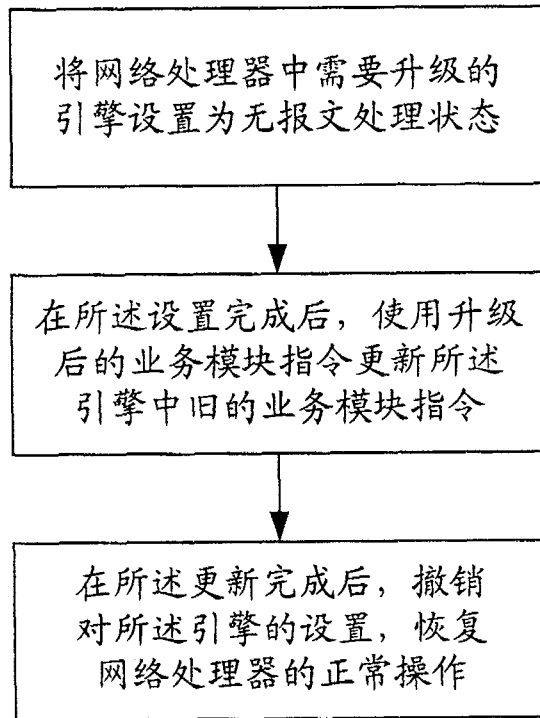 将网络处理器中需要升级的
引擎设置为无报文处理状态
在所述设置完成后，使用升级
后的业务模块指令更新所述
引擎中旧的业务模块指令
在所述更新完成后，撤销
对所述引擎的设置，恢复
网络处理器的正常操作